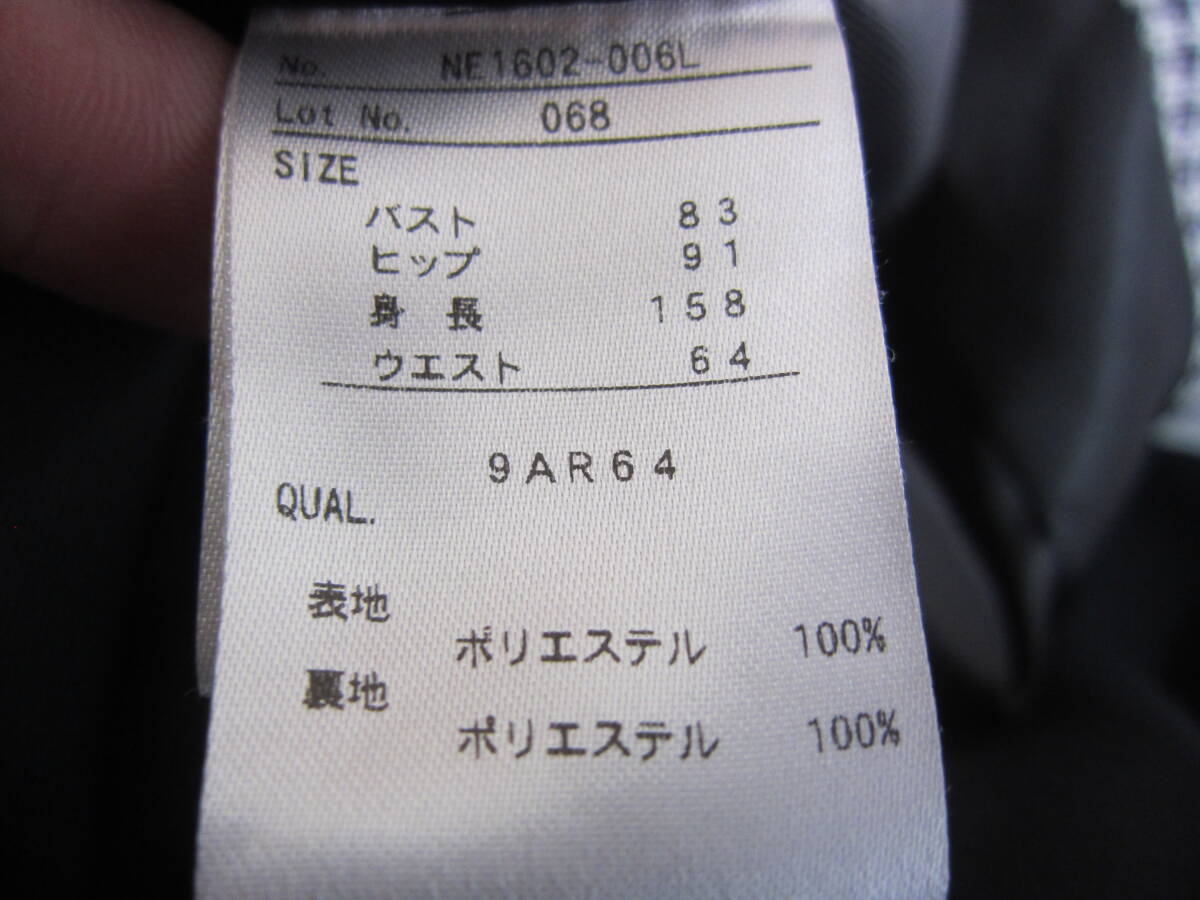 No. NE1602-006L
Lot No. 068
SIZE
バスト 83
ヒップ 91
身長 158
ウエスト 64
9AR64
QUAL.
表地
ポリエステル 100%
裏地
ポリエステル 100%